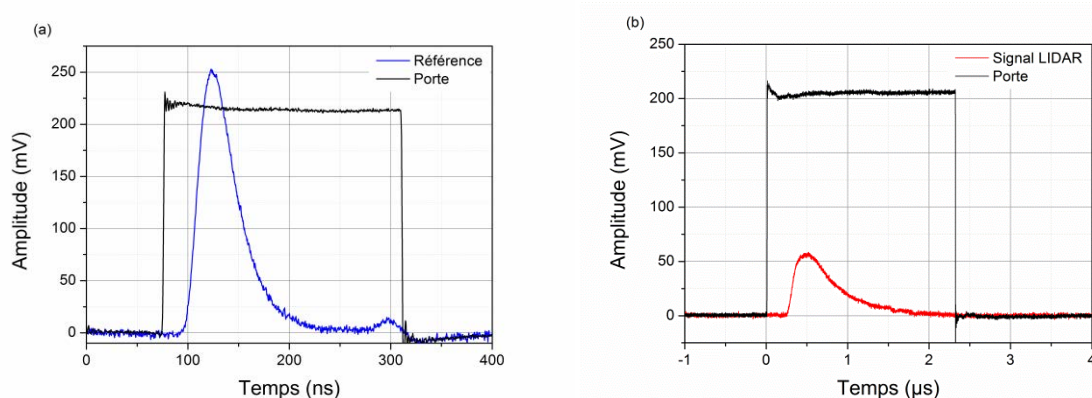 (a)
Référence
Porte
250
200
150
100
50
0
Amplitude (mV)
0 100 200 300 400
Temps (ns)
(b)
Signal LIDAR
Porte
250
200
150
100
50
0
Amplitude (mV)
-1 0 1 2 3 4
Temps (µs)